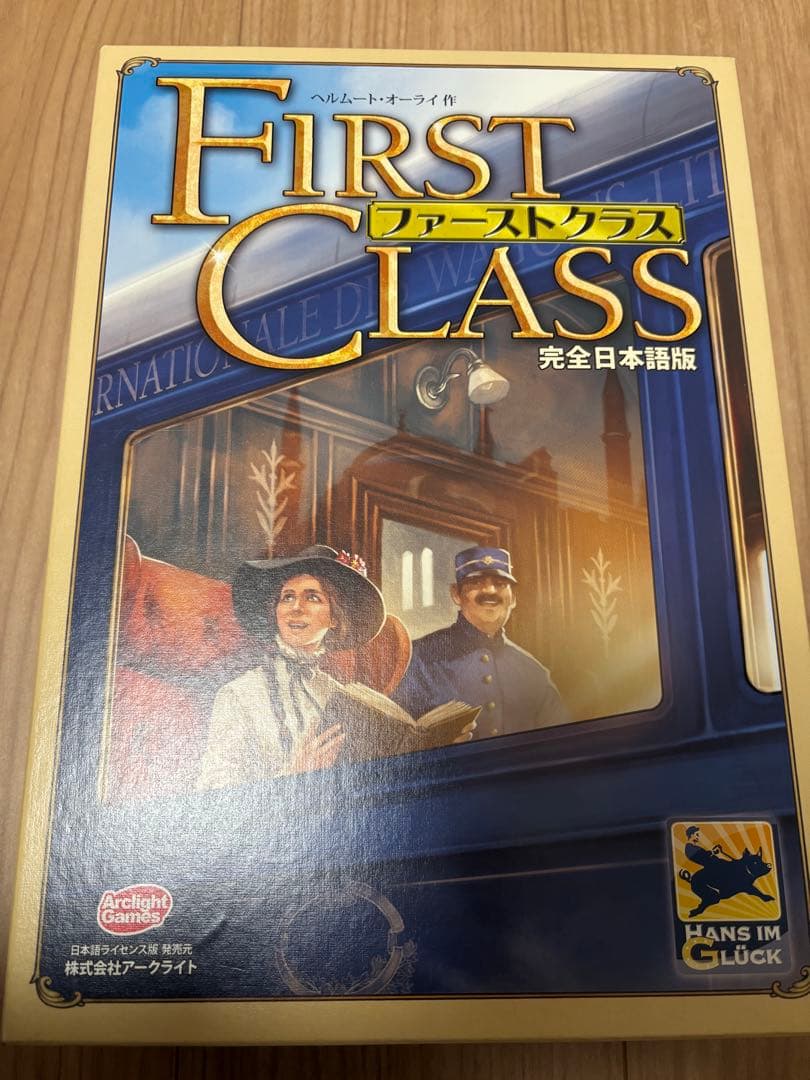 ヘルムート・オーライ 作
FIRST
ファーストクラス
CLASS
完全日本語版
RNATIONALE DE WAGONS-LIT
Arclight
Games
日本語ライセンス版 発売元
株式会社アークライト
HANS IM
GLÜCK